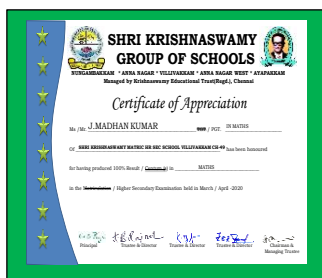 SHRI KRISHNASWAMY
GROUP OF SCHOOLS
NUNGAMBAKKAM * ANNA NAGAR * VILLIVAKKAM * ANNA NAGAR WEST * AYAPAKKAM
Managed by Krishnaswamy Educational Trust(Regd.), Chennai
Certificate of Appreciation
Ms /Mr J.MADHAN KUMAR / PGT. IN MATHS
Of SHRI KRISHNASWAMY MATRIC HR SEC SCHOOL VILLIVAKKAM CH-49 has been honoured
for having produced 100% Result / Centum (s) in MATHS
in the Matriculation / Higher Secondary Examination held in March / April -2020
Principal Trustee & Director Trustee & Director Trustee & Director Chairman &
Managing Trustee